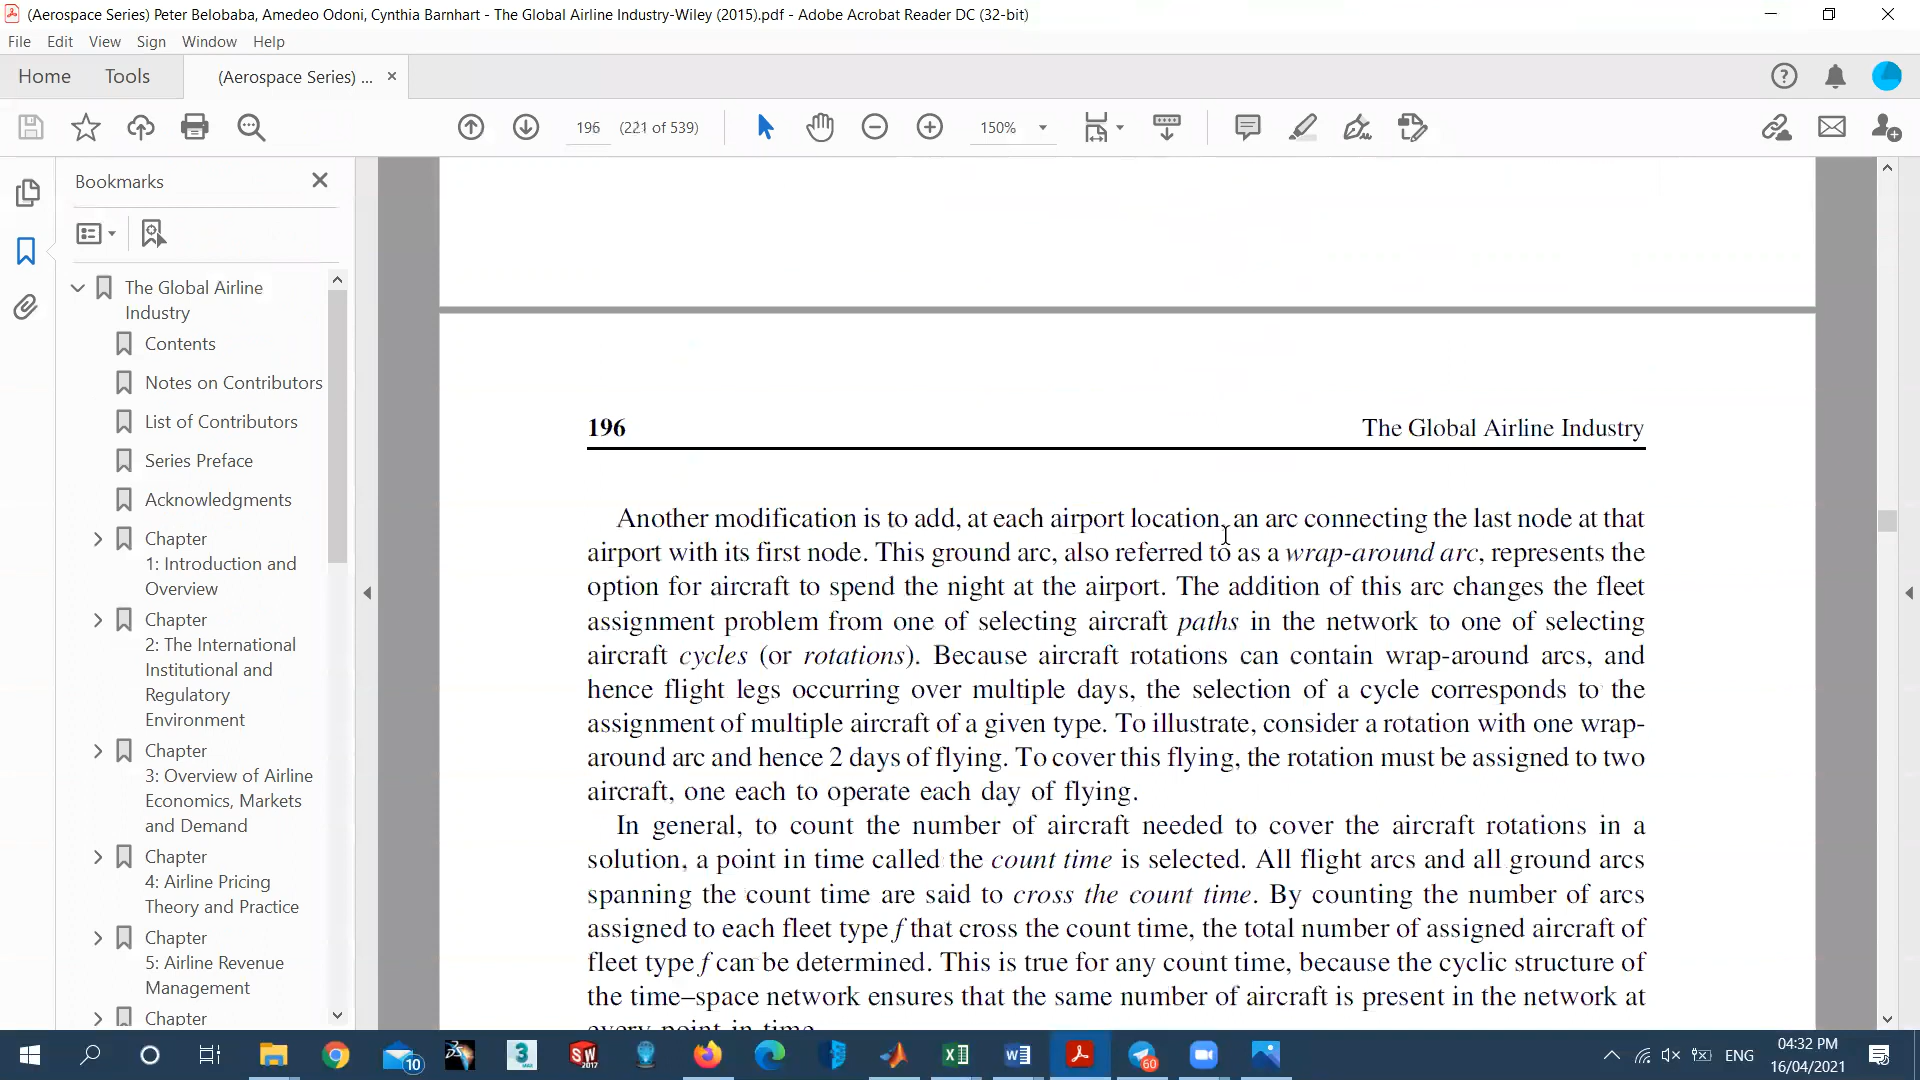 (Aerospace Series) Peter Belobaba, Amedeo Odoni, Cynthia Barnhart - The Global Airline Industry-Wiley (2015).pdf - Adobe Acrobat Reader DC (32-bit)
File Edit View Sign Window Help
Home Tools (Aerospace Series) ...
196 (221 of 539) 150%
Bookmarks
The Global Airline
Industry
Contents
Notes on Contributors
List of Contributors
Series Preface
Acknowledgments
Chapter
1: Introduction and
Overview
Chapter
2: The International
Institutional and
Regulatory
Environment
Chapter
3: Overview of Airline
Economics, Markets
and Demand
Chapter
4: Airline Pricing
Theory and Practice
Chapter
5: Airline Revenue
Management
Chapter
196 The Global Airline Industry
Another modification is to add, at each airport location, an arc connecting the last node at that
airport with its first node. This ground arc, also referred to as a wrap-around arc, represents the
option for aircraft to spend the night at the airport. The addition of this arc changes the fleet
assignment problem from one of selecting aircraft paths in the network to one of selecting
aircraft cycles (or rotations). Because aircraft rotations can contain wrap-around arcs, and
hence flight legs occurring over multiple days, the selection of a cycle corresponds to the
assignment of multiple aircraft of a given type. To illustrate, consider a rotation with one wrap-
around arc and hence 2 days of flying. To cover this flying, the rotation must be assigned to two
aircraft, one each to operate each day of flying.
In general, to count the number of aircraft needed to cover the aircraft rotations in a
solution, a point in time called the count time is selected. All flight arcs and all ground arcs
spanning the count time are said to cross the count time. By counting the number of arcs
assigned to each fleet type f that cross the count time, the total number of assigned aircraft of
fleet type f can be determined. This is true for any count time, because the cyclic structure of
the time–space network ensures that the same number of aircraft is present in the network at
every point in time.
10 3 SW 2017 60 ENG
04:32 PM
16/04/2021